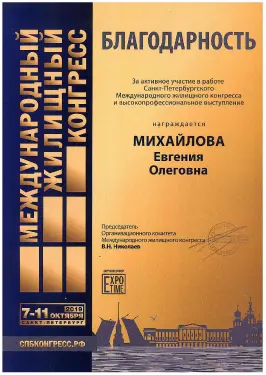 МЕЖДУНАРОДНЫЙ
ЖИЛИЩНЫЙ
КОНГРЕСС
БЛАГОДАРНОСТЬ
За активное участие в работе
Санкт-Петербургского
Международного жилищного конгресса
и высокопрофессиональное выступление
награждается
МИХАЙЛОВА
Евгения
Олеговна
Председатель
Организационного комитета
Международного жилищного конгресса
В.Н. Николаев
7-11
ОКТЯБРЯ
САНКТ-ПЕТЕРБУРГ
EXPO
TIME
СПБКОНГРЕСС.РФ